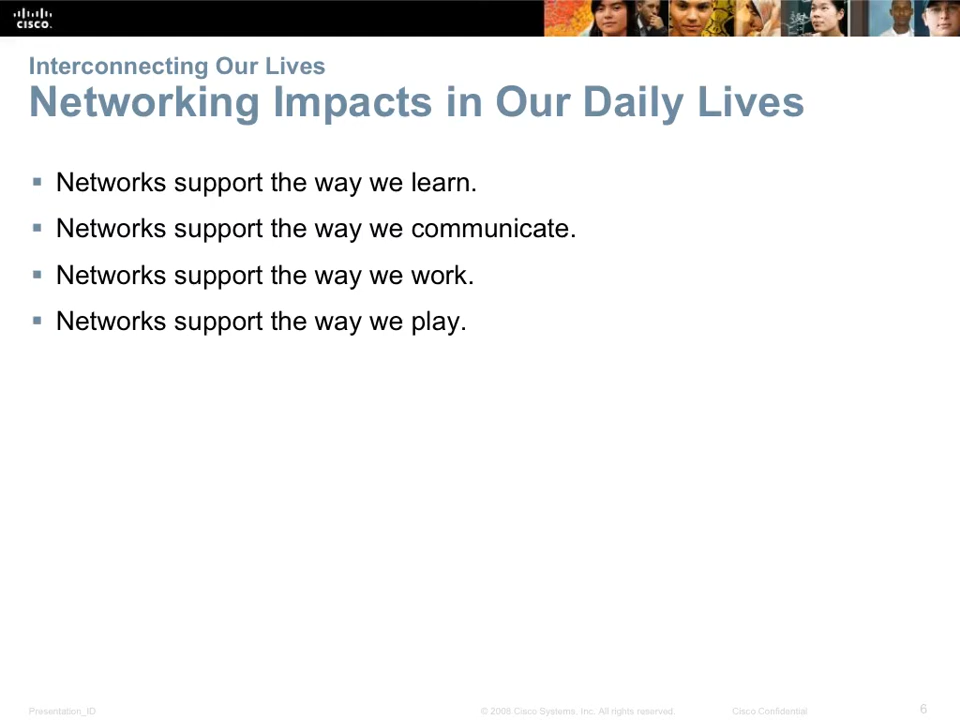 CISCO.
Interconnecting Our Lives
Networking Impacts in Our Daily Lives
Networks support the way we learn.
Networks support the way we communicate.
Networks support the way we work.
Networks support the way we play.
Presentation_ID
© 2008 Cisco Systems, Inc. All rights reserved.
Cisco Confidential
6